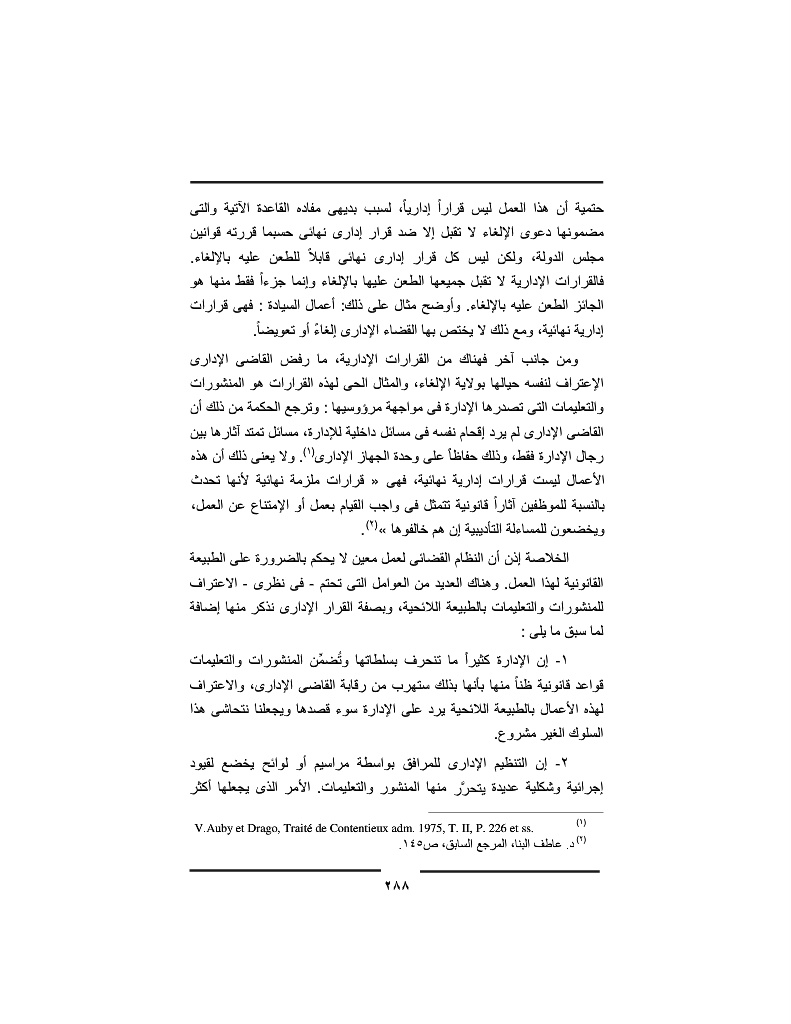 حتمية أن هذا العمل ليس قراراً إدارياً، لسبب بديهى مفاده القاعدة الآتية والتى
مضمونها دعوى الإلغاء لا تقبل إلا ضد قرار إدارى نهائى حسبما قررته قوانين
مجلس الدولة، ولكن ليس كل قرار إدارى نهائى قابلاً للطعن عليه بالإلغاء.
فالقرارات الإدارية لا تقبل جميعها الطعن عليها بالإلغاء وإنما جزءاً فقط منها هو
الجائز الطعن عليه بالإلغاء. وأوضح مثال على ذلك: أعمال السيادة : فهى قرارات
إدارية نهائية، ومع ذلك لا يختص بها القضاء الإدارى إلغاءً أو تعويضاً.
ومن جانب آخر فهناك من القرارات الإدارية، ما رفض القاضى الإدارى
الإعتراف لنفسه حيالها بولاية الإلغاء، والمثال الحى لهذه القرارات هو المنشورات
والتعليمات التى تصدرها الإدارة فى مواجهة مرؤوسيها : وترجع الحكمة من ذلك أن
القاضى الإدارى لم يرد إقحام نفسه فى مسائل داخلية للإدارة، مسائل تمتد آثارها بين
رجال الإدارة فقط، وذلك حفاظاً على وحدة الجهاز الإدارى(١). ولا يعنى ذلك أن هذه
الأعمال ليست قرارات إدارية نهائية، فهى « قرارات ملزمة نهائية لأنها تحدث
بالنسبة للموظفين آثاراً قانونية تتمثل فى واجب القيام بعمل أو الإمتناع عن العمل،
ويخضعون للمساءلة التأديبية إن هم خالفوها »(٢).
الخلاصة إذن أن النظام القضائى لعمل معين لا يحكم بالضرورة على الطبيعة
القانونية لهذا العمل. وهناك العديد من العوامل التى تحتم - فى نظرى - الاعتراف
للمنشورات والتعليمات بالطبيعة اللائحية، وبصفة القرار الإدارى نذكر منها إضافة
لما سبق ما يلى :
١- إن الإدارة كثيراً ما تنحرف بسلطاتها وتُضمِّن المنشورات والتعليمات
قواعد قانونية ظناً منها بأنها بذلك ستهرب من رقابة القاضى الإدارى، والاعتراف
لهذه الأعمال بالطبيعة اللائحية يرد على الإدارة سوء قصدها ويجعلنا نتحاشى هذا
السلوك الغير مشروع.
٢- إن التنظيم الإدارى للمرافق بواسطة مراسيم أو لوائح يخضع لقيود
إجرائية وشكلية عديدة يتحرَّر منها المنشور والتعليمات. الأمر الذى يجعلها أكثر
(١) V.Auby et Drago, Traité de Contentieux adm. 1975, T. II, P. 226 et ss.
(٢) د. عاطف البنا، المرجع السابق، ص١٤٥.
٢٨٨